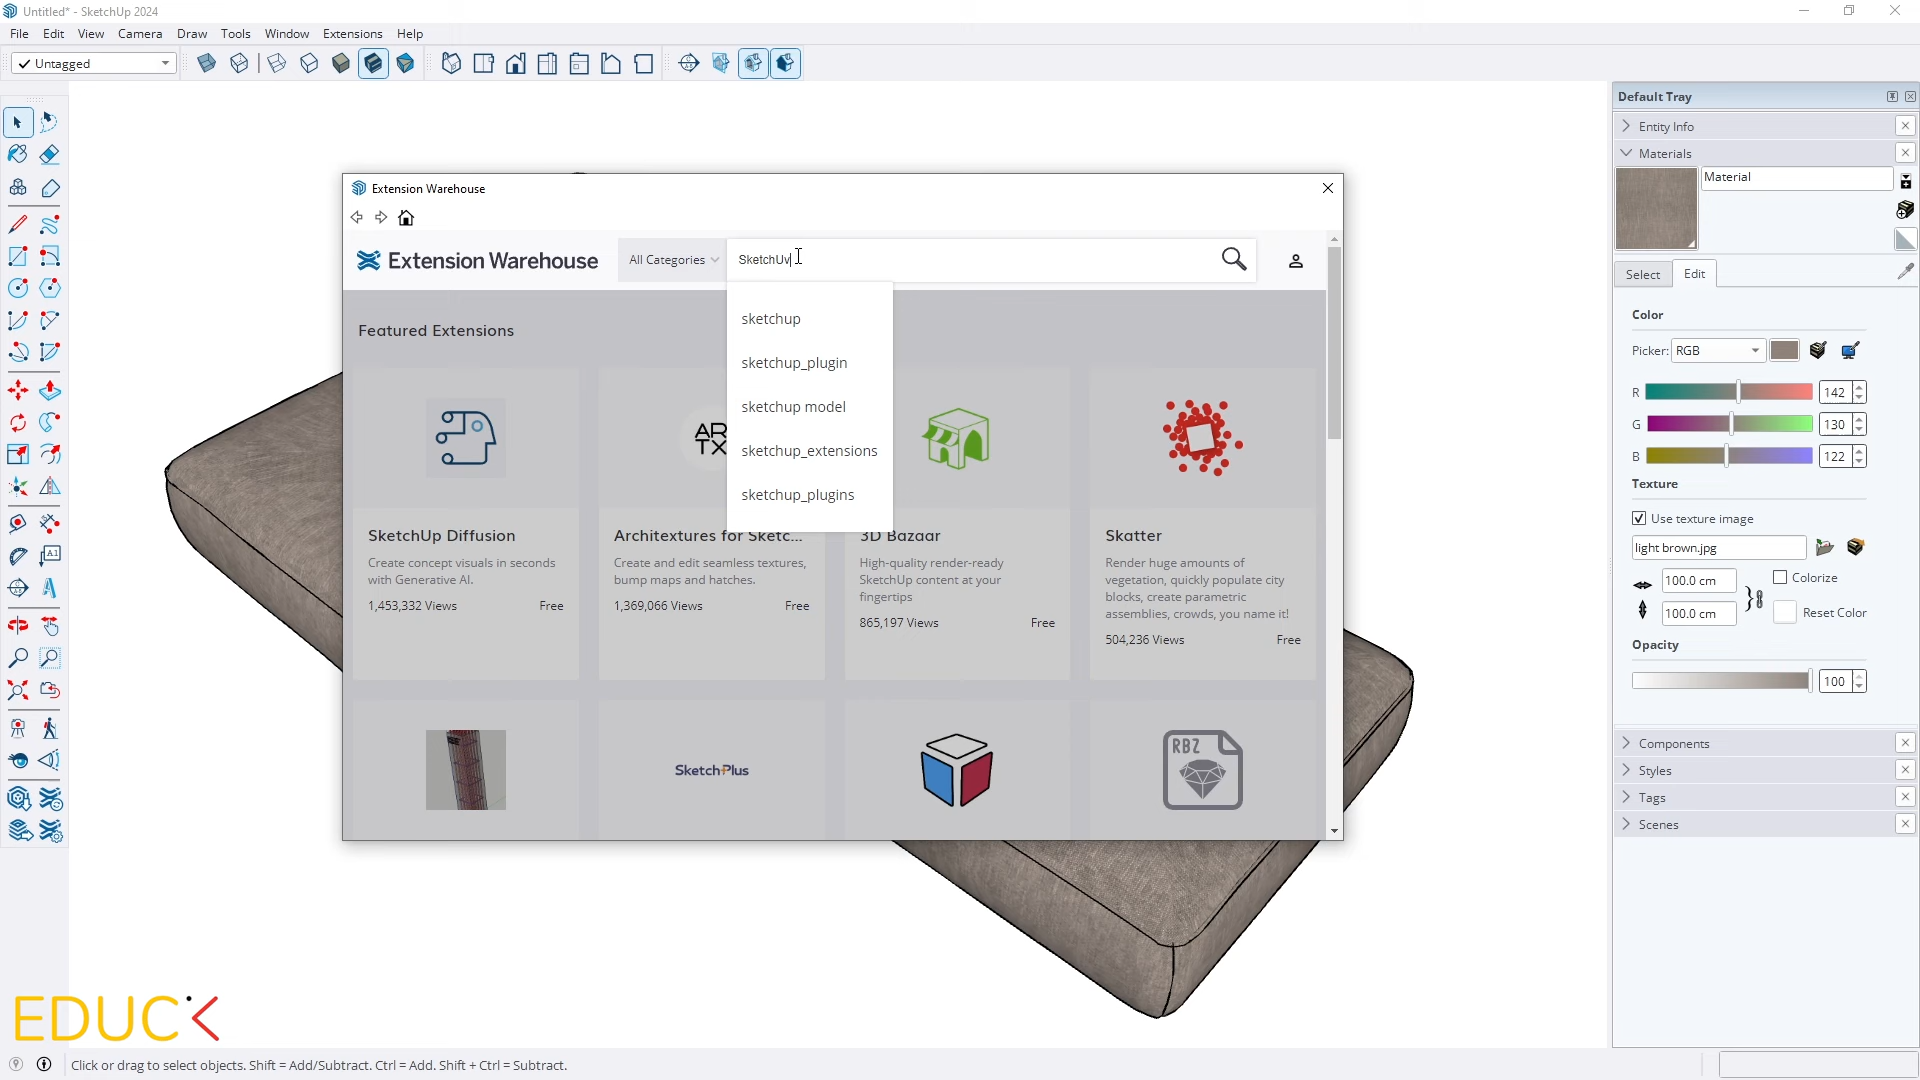 Untitled* - SketchUp 2024
File Edit View Camera Draw Tools Window Extensions Help
Untagged
Default Tray
Entity Info
Materials
Material
Select Edit
Color
Picker: RGB
R 142
G 130
B 122
Texture
Use texture image
light brown.jpg
100.0 cm Colorize
100.0 cm Reset Color
Opacity
100
Components
Styles
Tags
Scenes
Extension Warehouse
Extension Warehouse All Categories SketchUv
sketchup
sketchup_plugin
sketchup model
sketchup_extensions
sketchup_plugins
Featured Extensions
ARTX
SketchUp Diffusion
Create concept visuals in seconds
with Generative AI.
1,453,332 Views Free
Architextures for Sketc...
Create and edit seamless textures,
bump maps and hatches.
1,369,066 Views Free
3D Bazaar
High-quality render-ready
SketchUp content at your
fingertips
865,197 Views Free
Skatter
Render huge amounts of
vegetation, quickly populate city
blocks, create parametric
assemblies, crowds, you name it!
504,236 Views Free
SketchPlus
RBZ
EDUC
Click or drag to select objects. Shift = Add/Subtract. Ctrl = Add. Shift + Ctrl = Subtract.